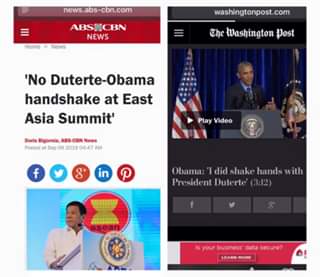 news.abs-cbn.com
ABS-CBN
NEWS
Home > News
'No Duterte-Obama
handshake at East
Asia Summit'
Doris Bigornia, ABS-CBN News
Posted at Sep 09 2016 04:47 AM
washingtonpost.com
The Washington Post
Play Video
Obama: 'I did shake hands with
President Duterte' (3:12)
Is your business' data secure?
LEARN MORE